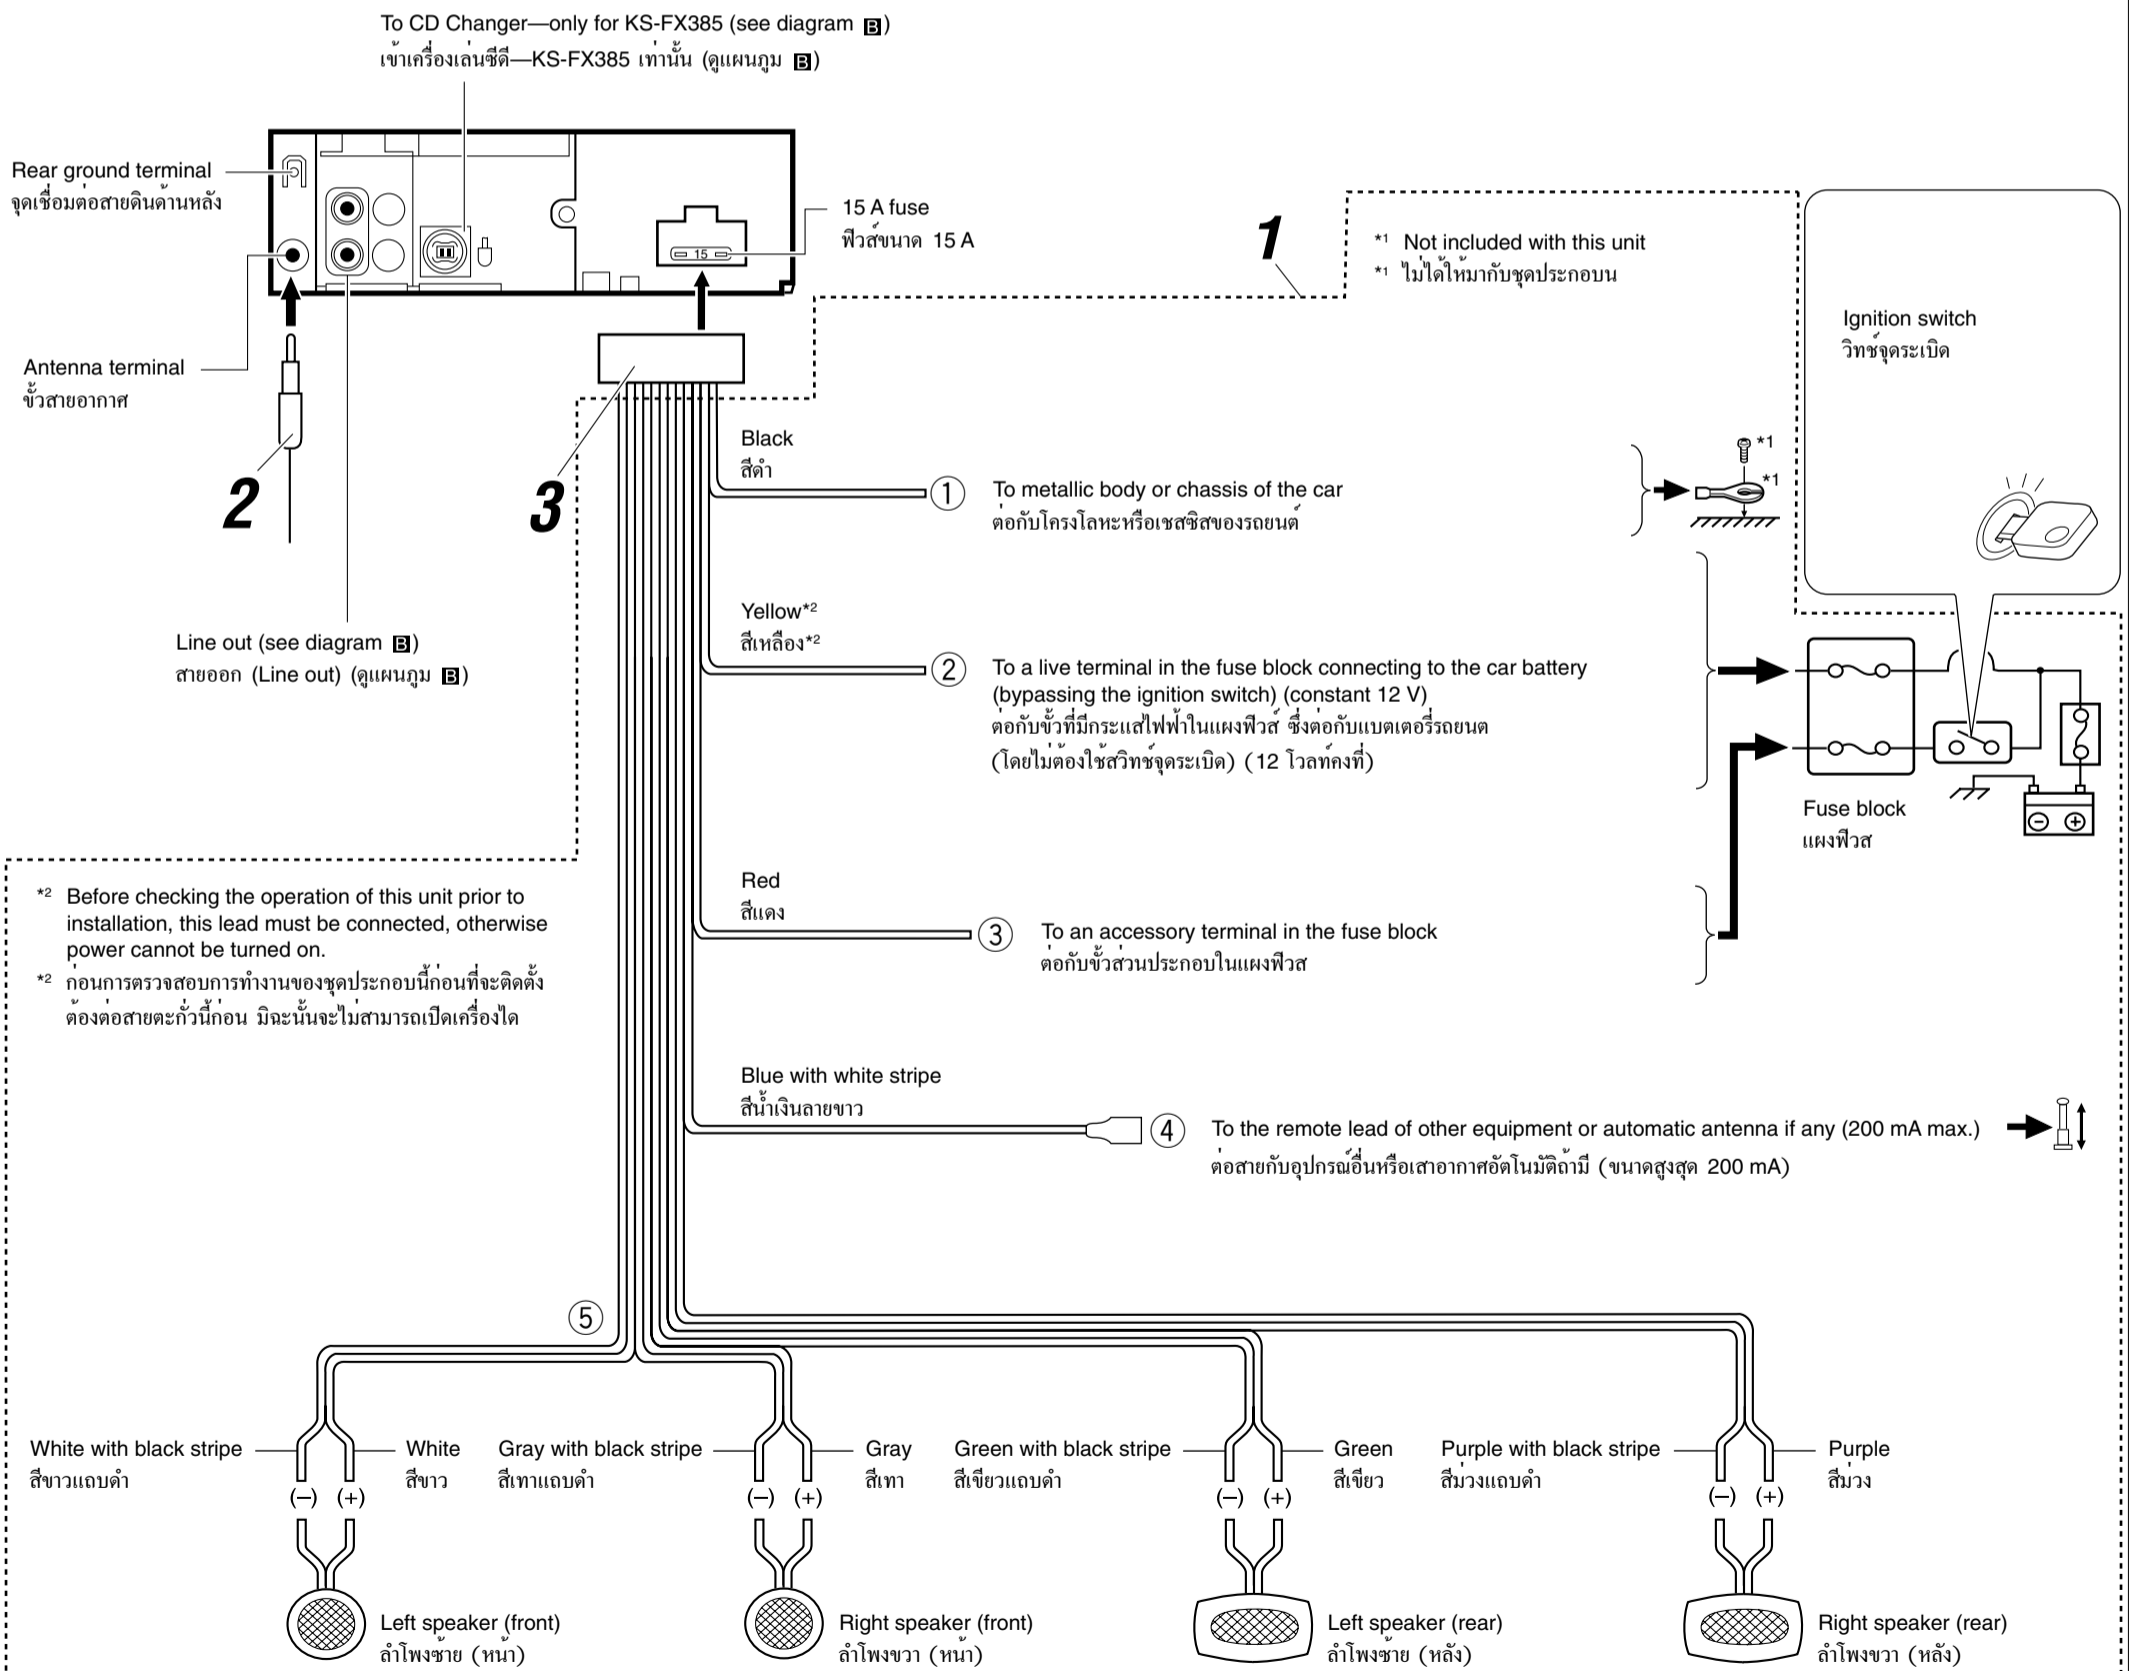 To CD Changer—only for KS-FX385 (see diagram B)
เข้าเครื่องเล่นซีดี—KS-FX385 เท่านั้น (ดูแผนภูม B)
Rear ground terminal
จุดเชื่อมต่อสายดินด้านหลัง
15 A fuse
ฟิวส์ขนาด 15 A
15
1
*1 Not included with this unit
*1 ไม่ได้ให้มากับชุดประกอบน
Ignition switch
วิทช์จุดระเบิด
Antenna terminal
ขั้วสายอากาศ
2
3
Black
สีดำ
1 To metallic body or chassis of the car
ต่อกับโครงโลหะหรือเชสซิสของรถยนต์
*1
*1
Line out (see diagram B)
สายออก (Line out) (ดูแผนภูม B)
Yellow*2
สีเหลือง*2
2 To a live terminal in the fuse block connecting to the car battery
(bypassing the ignition switch) (constant 12 V)
ต่อกับขั้วที่มีกระแสไฟฟ้าในแผงฟิวส์ ซึ่งต่อกับแบตเตอรี่รถยนต
(โดยไม่ต้องใช้สวิทช์จุดระเบิด) (12 โวลท์คงที่)
Fuse block
แผงฟิวส
*2 Before checking the operation of this unit prior to
installation, this lead must be connected, otherwise
power cannot be turned on.
*2 ก่อนการตรวจสอบการทำงานของชุดประกอบนี้ก่อนที่จะติดตั้ง
ต้องต่อสายตะกั่วนี้ก่อน มิฉะนั้นจะไม่สามารถเปิดเครื่องได
Red
สีแดง
3 To an accessory terminal in the fuse block
ต่อกับขั้วส่วนประกอบในแผงฟิวส
Blue with white stripe
สีน้ำเงินลายขาว
4 To the remote lead of other equipment or automatic antenna if any (200 mA max.)
ต่อสายกับอุปกรณ์อื่นหรือเสาอากาศอัตโนมัติถ้ามี (ขนาดสูงสุด 200 mA)
5
White with black stripe
สีขาวแถบดำ
White
สีขาว
Gray with black stripe
สีเทาแถบดำ
Gray
สีเทา
Green with black stripe
สีเขียวแถบดำ
Green
สีเขียว
Purple with black stripe
สีม่วงแถบดำ
Purple
สีม่วง
(−) (+)
(−) (+)
(−) (+)
(−) (+)
Left speaker (front)
ลำโพงซ้าย (หน้า)
Right speaker (front)
ลำโพงขวา (หน้า)
Left speaker (rear)
ลำโพงซ้าย (หลัง)
Right speaker (rear)
ลำโพงขวา (หลัง)